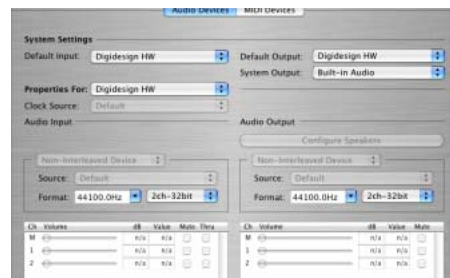 Audio Devices MIDI Devices
System Settings
Default Input: Digidesign HW Default Output: Digidesign HW
System Output: Built-in Audio
Properties For: Digidesign HW
Clock Source: Default
Audio Input Audio Output
Configure Speakers
Non-Interleaved Device Non-Interleaved Device
Source: Default Source: Default
Format: 44100.0Hz 2ch-32bit Format: 44100.0Hz 2ch-32bit
Ch Volume dB Value Mute Thru Ch Volume dB Value Mute
M n/a n/a M n/a n/a
1 n/a n/a 1 n/a n/a
2 n/a n/a 2 n/a n/a